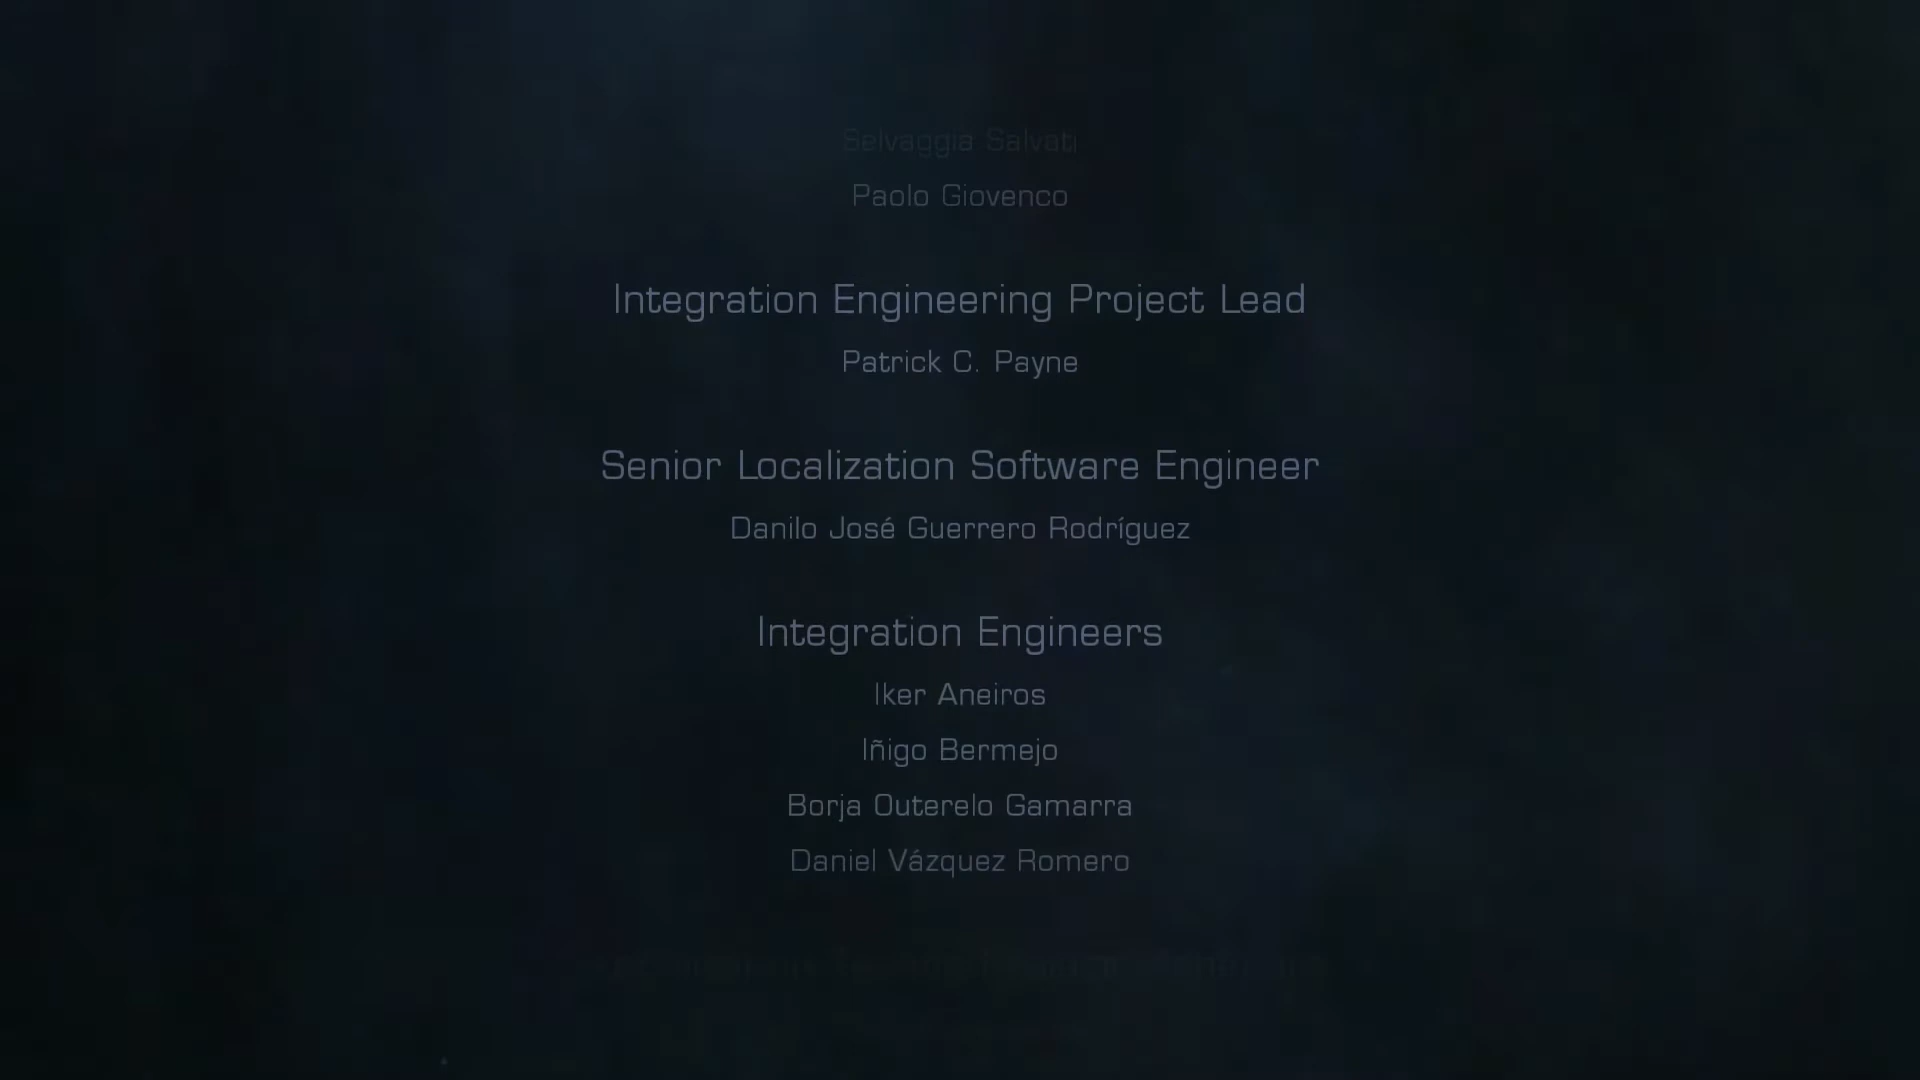 Selvaggia Salvati
Paolo Giovenco
Integration Engineering Project Lead
Patrick C. Payne
Senior Localization Software Engineer
Danilo José Guerrero Rodríguez
Integration Engineers
Iker Aneiros
Iñigo Bermejo
Borja Outerelo Gamarra
Daniel Vázquez Romero